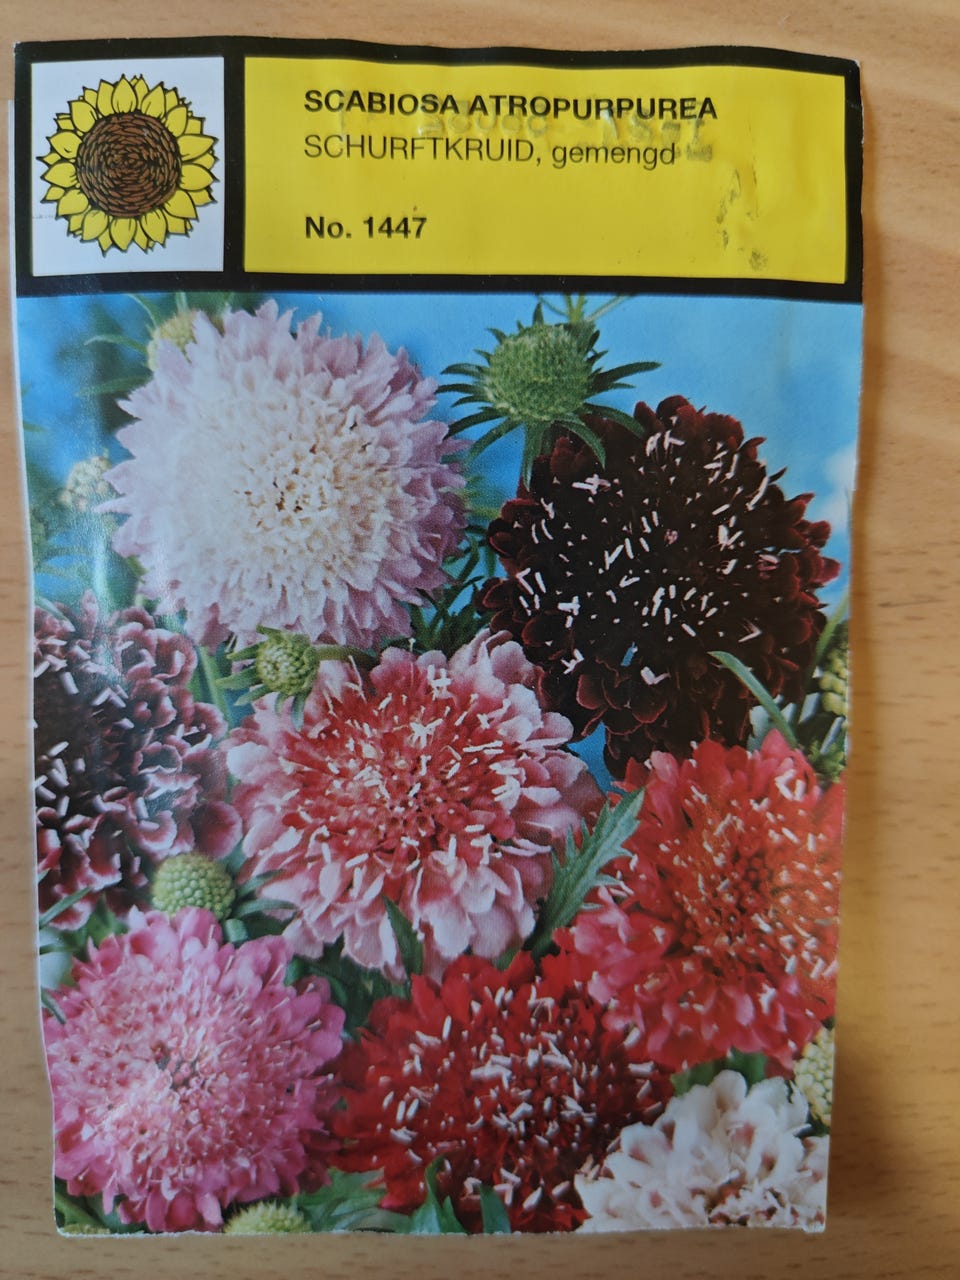 SCABIOSA ATROPURPUREA
SCHURFTKRUID, gemengd
No. 1447